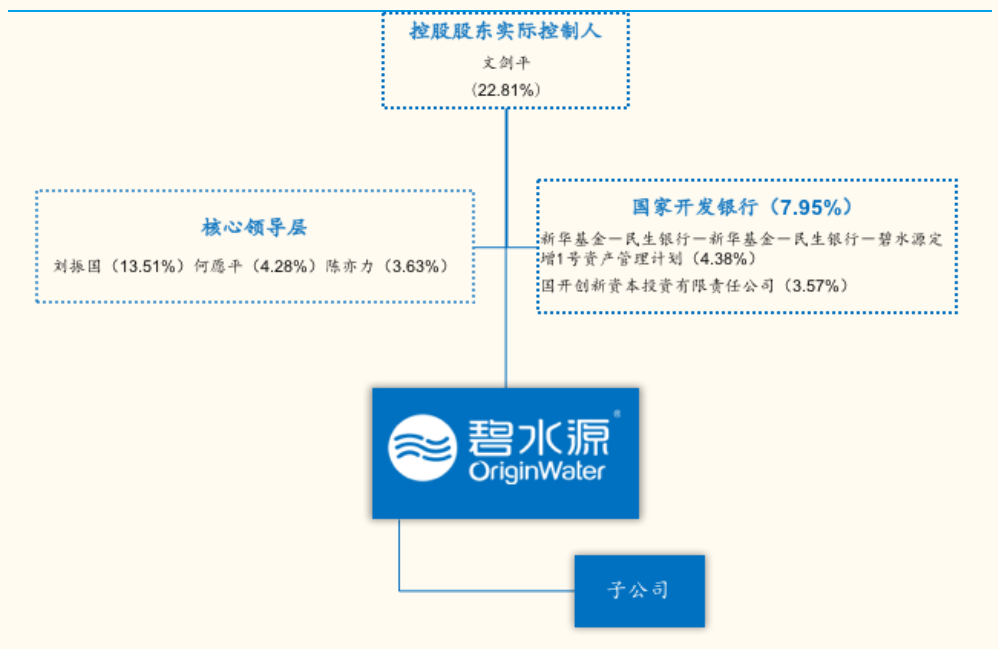 控股股东实际控制人
文剑平
（22.81%）
核心领导层
刘振国（13.51%）何愿平（4.28%）陈亦力（3.63%）
国家开发银行（7.95%）
新华基金－民生银行－新华基金－民生银行－碧水源定
增1号资产管理计划（4.38%）
国开创新资本投资有限责任公司（3.57%）
碧水源®
OriginWater
子公司